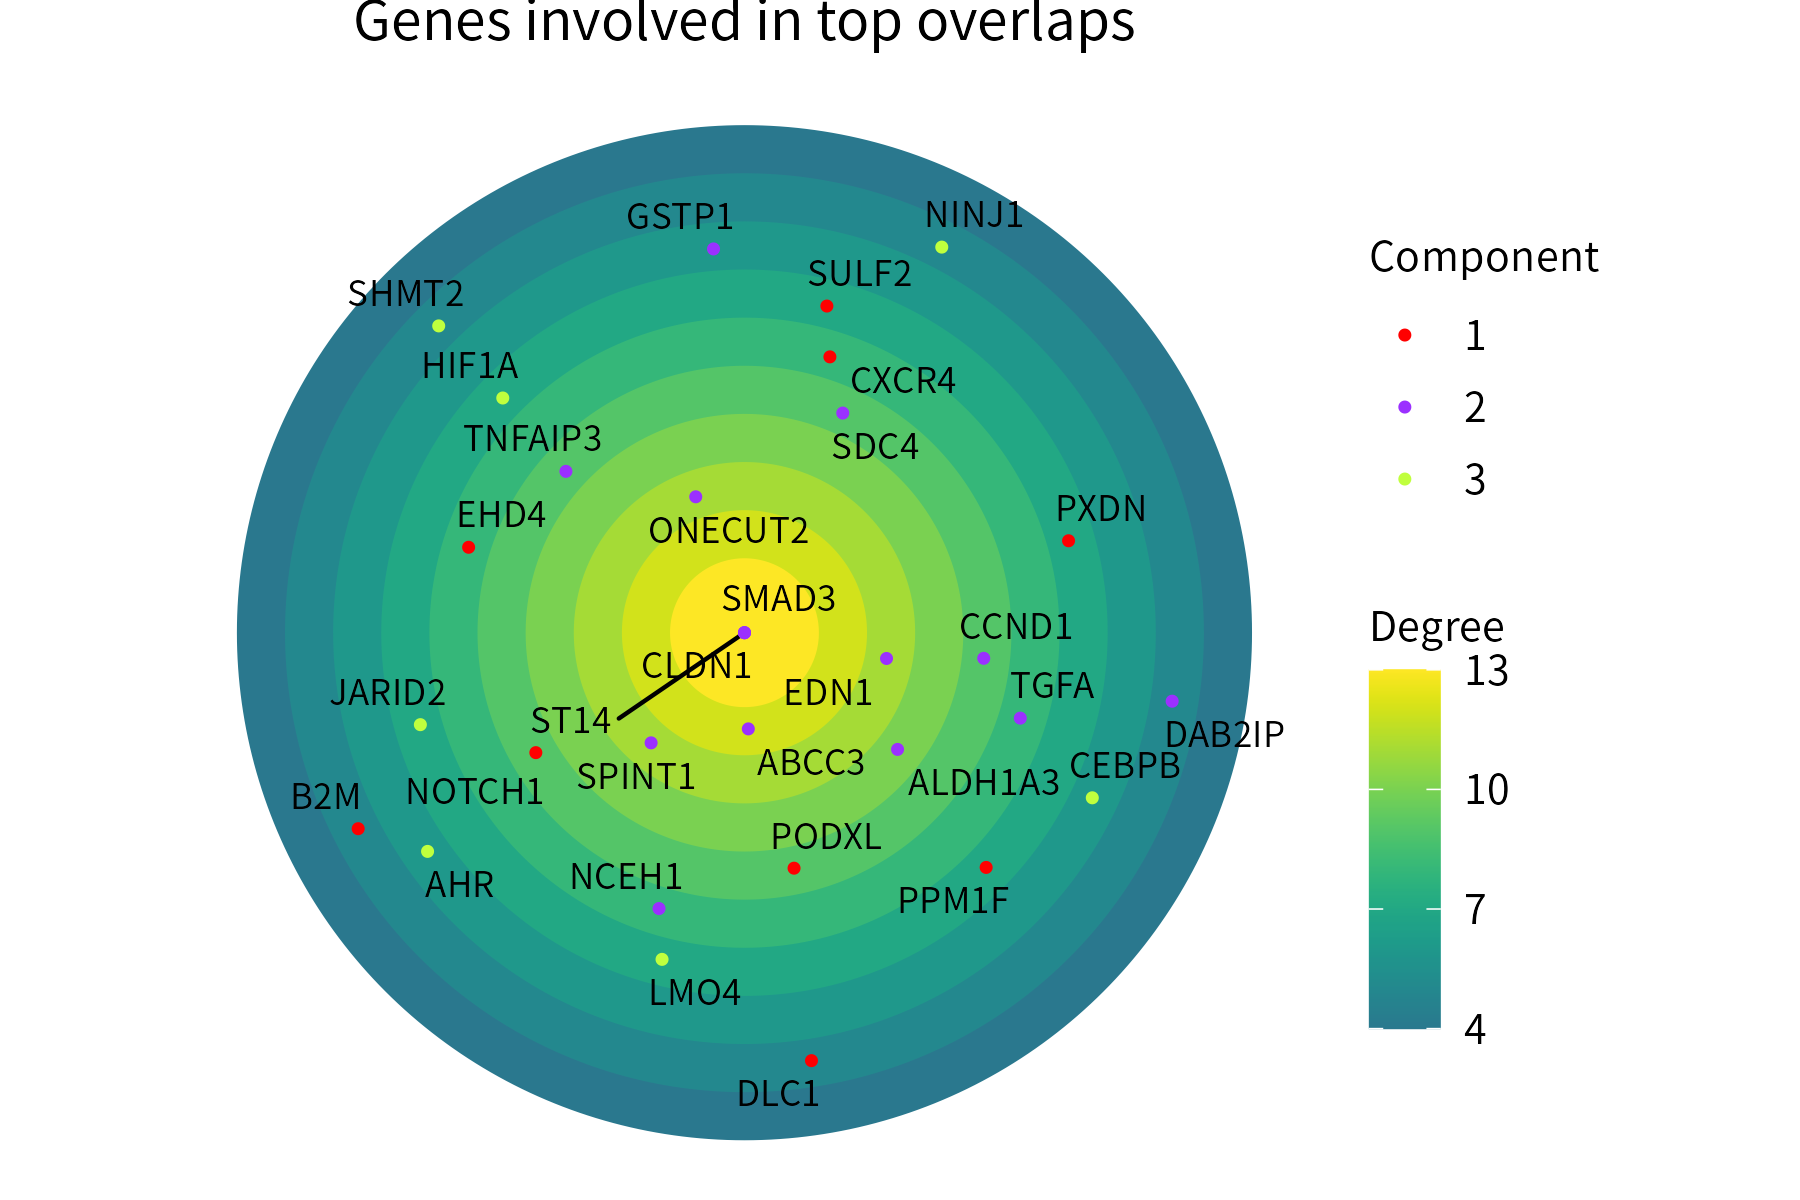 Genes involved in top overlaps
GSTP1
NINJ1
SULF2
SHMT2
HIF1A
CXCR4
TNFAIP3
SDC4
EHD4
PXDN
ONECUT2
SMAD3
CCND1
CLDN1
EDN1
TGFA
JARID2
ST14
DAB2IP
ABCC3
CEBPB
SPINT1
ALDH1A3
NOTCH1
B2M
PODXL
NCEH1
AHR
PPM1F
LMO4
DLC1
Component
1
2
3
Degree
13
10
7
4